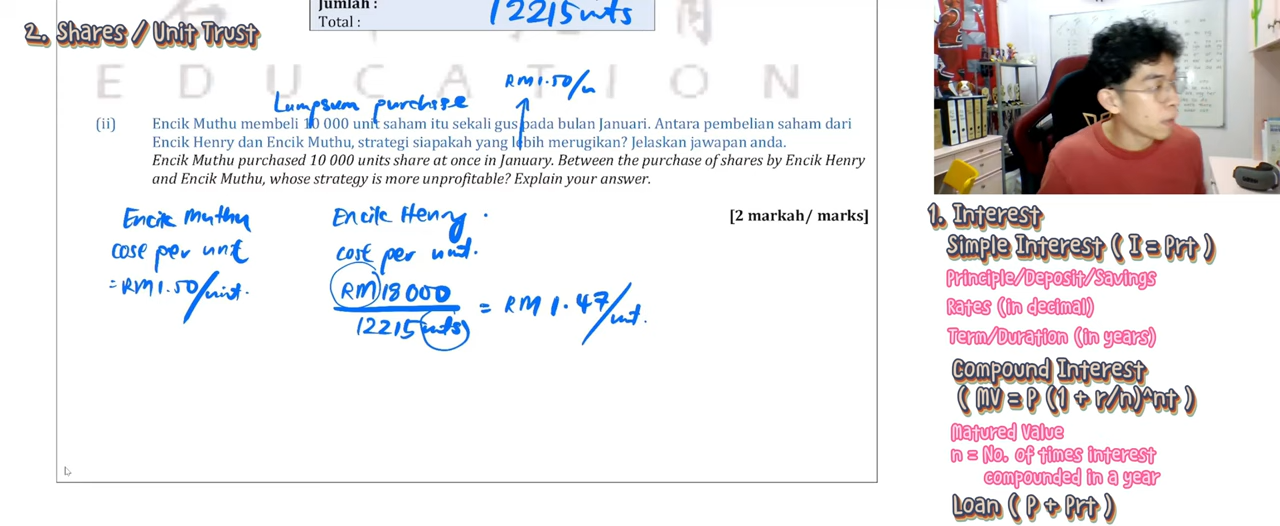 2. Shares / Unit Trust
Jumlah :
Total :
12215 units
E D U C A T I O N
RM1.50/u
Lumpsum purchase
(ii) Encik Muthu membeli 10 000 unit saham itu sekali gus pada bulan Januari. Antara pembelian saham dari
Encik Henry dan Encik Muthu, strategi siapakah yang lebih merugikan? Jelaskan jawapan anda.
Encik Muthu purchased 10 000 units share at once in January. Between the purchase of shares by Encik Henry
and Encik Muthu, whose strategy is more unprofitable? Explain your answer.
[2 markah/ marks]
Encik Muthu
cost per unit
= RM1.50/unit.
Encik Henry.
cost per unit.
RM 18000
12215 units
= RM 1.47/unit.
1. Interest
Simple Interest ( I = Prt )
Principle/Deposit/Savings
Rates (in decimal)
Term/Duration (in years)
Compound Interest
( MV = P (1 + r/n)^nt )
Matured Value
n = No. of times interest
compounded in a year
Loan ( P + Prt )